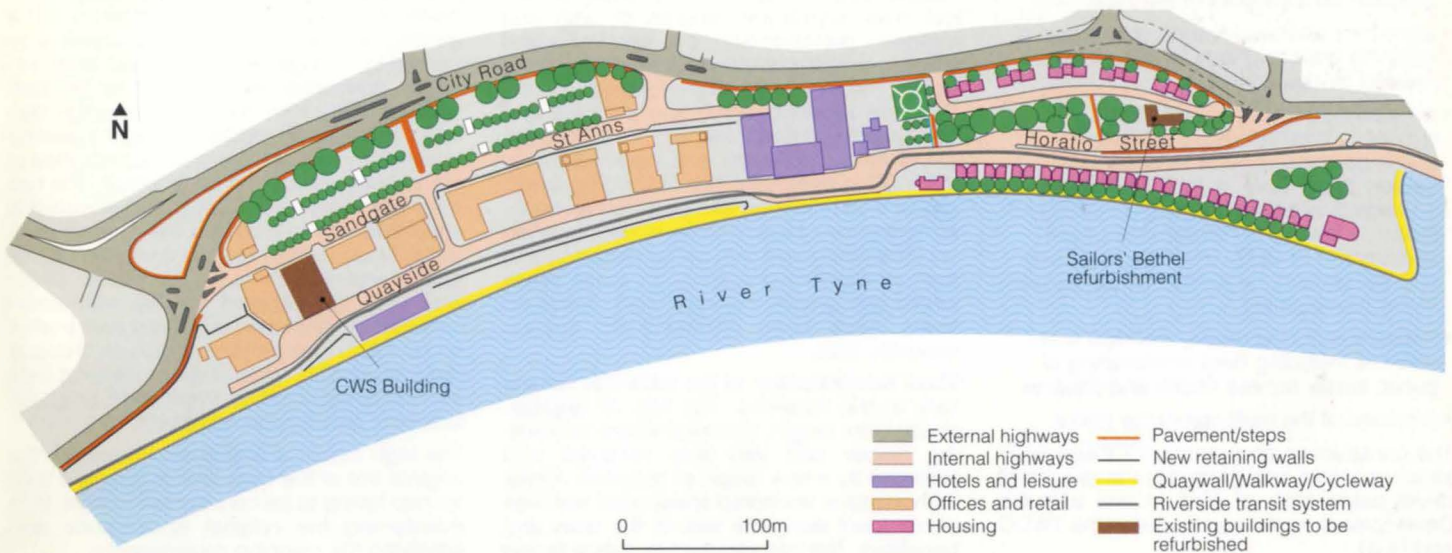 City Road
N
St Anns
Horatio Street
Sandgate
Quayside
Sailors' Bethel
refurbishment
River Tyne
CWS Building
External highways
Internal highways
Hotels and leisure
Offices and retail
Housing
Pavement/steps
New retaining walls
Quaywall/Walkway/Cycleway
Riverside transit system
Existing buildings to be
refurbished
0 100m